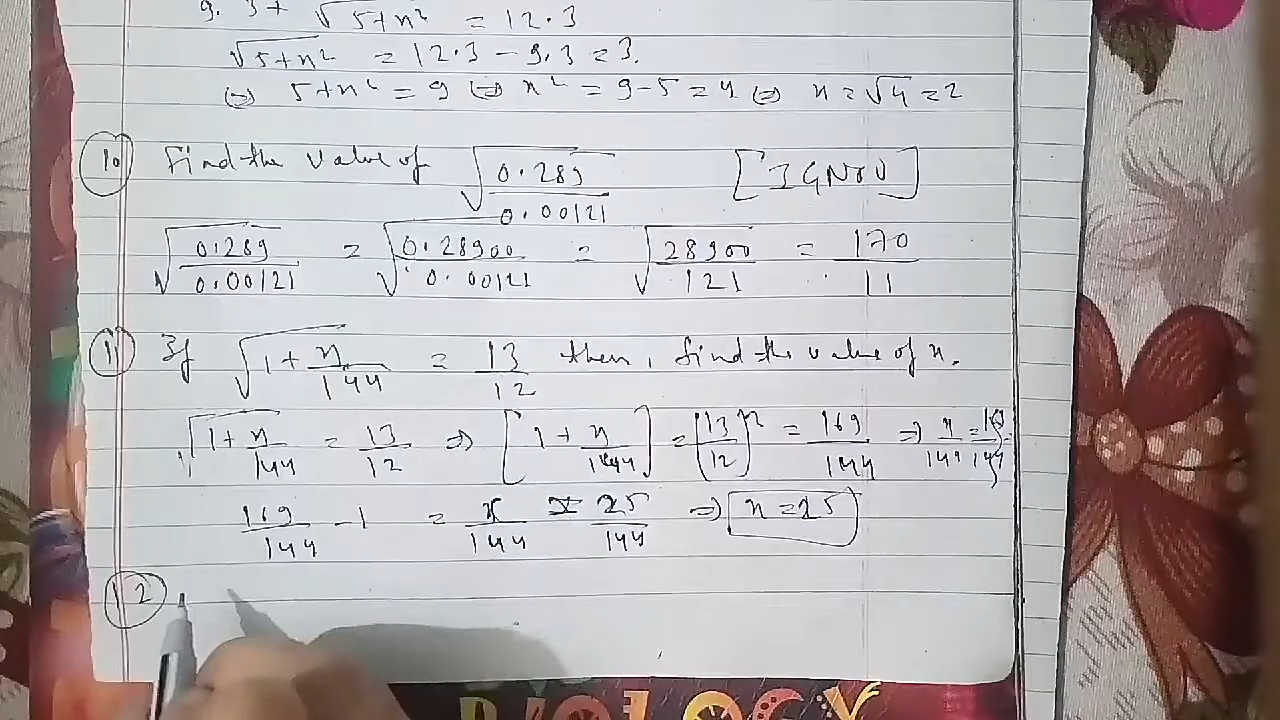 9.3 + √5+x² = 12.3
√5+x² = 12.3 - 9.3 = 3.
⇒ 5+x² = 9 ⇒ x² = 9-5 = 4 ⇒ x = √4 = 2
10 Find the value of √0.289/0.00121 [IGNOU]
√0.289/0.00121 = √0.28900/0.00121 = √28900/121 = 170/11
11 If √1+x/144 = 13/12 then, find the value of x.
√1+x/144 = 13/12 ⇒ [1+x/144] = [13/12]² = 169/144 ⇒ x/144 =
169/144 - 1 = x/144 = 25/144 ⇒ x = 25
12
BIOLOGY